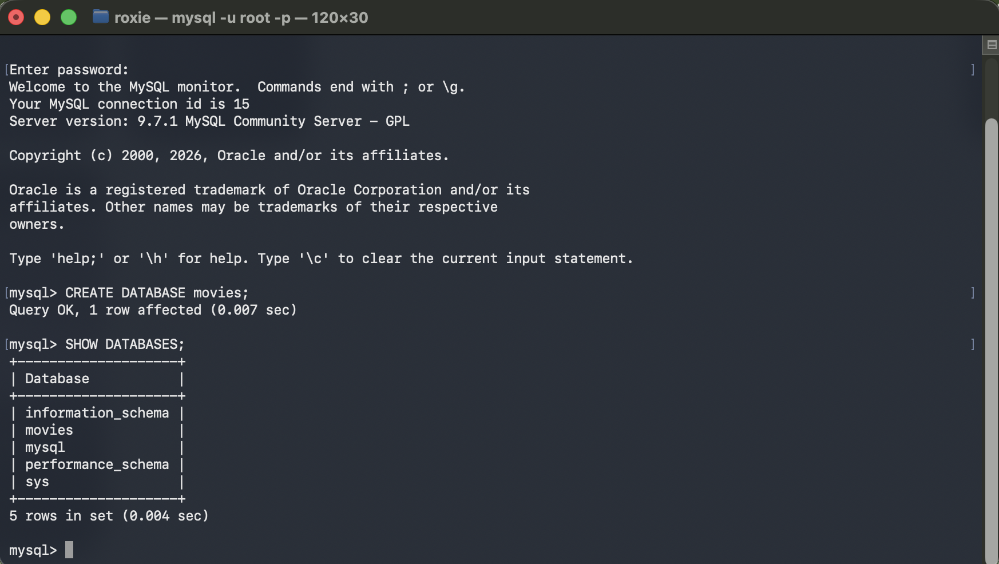 roxie — mysql -u root -p — 120×30
[Enter password: ]
Welcome to the MySQL monitor.  Commands end with ; or \g.
Your MySQL connection id is 15
Server version: 9.7.1 MySQL Community Server - GPL
Copyright (c) 2000, 2026, Oracle and/or its affiliates.
Oracle is a registered trademark of Oracle Corporation and/or its
affiliates. Other names may be trademarks of their respective
owners.
Type 'help;' or '\h' for help. Type '\c' to clear the current input statement.
[mysql> CREATE DATABASE movies; ]
Query OK, 1 row affected (0.007 sec)
[mysql> SHOW DATABASES; ]
+--------------------+
| Database           |
+--------------------+
| information_schema |
| movies             |
| mysql              |
| performance_schema |
| sys                |
+--------------------+
5 rows in set (0.004 sec)
mysql>